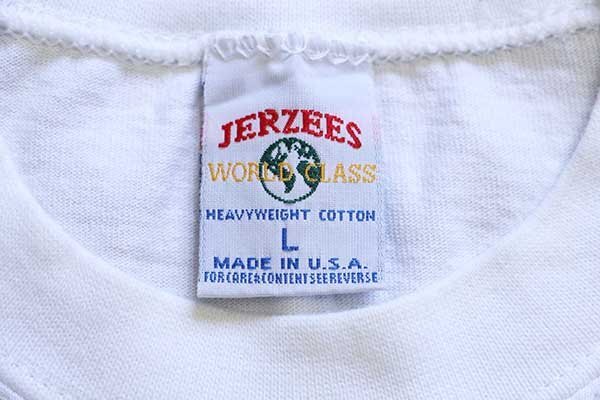 JERZEES
WORLD CLASS
HEAVYWEIGHT COTTON
L
MADE IN U.S.A.
FOR CARE & CONTENT SEE REVERSE